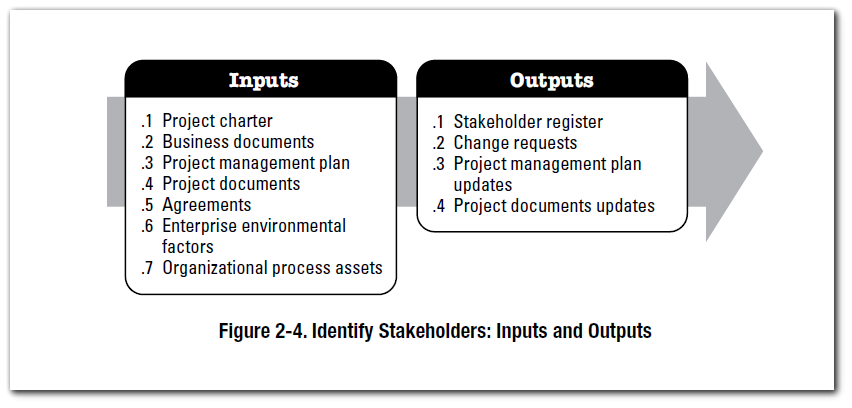 Inputs
.1 Project charter
.2 Business documents
.3 Project management plan
.4 Project documents
.5 Agreements
.6 Enterprise environmental
factors
.7 Organizational process assets
Outputs
.1 Stakeholder register
.2 Change requests
.3 Project management plan
updates
.4 Project documents updates
Figure 2-4. Identify Stakeholders: Inputs and Outputs